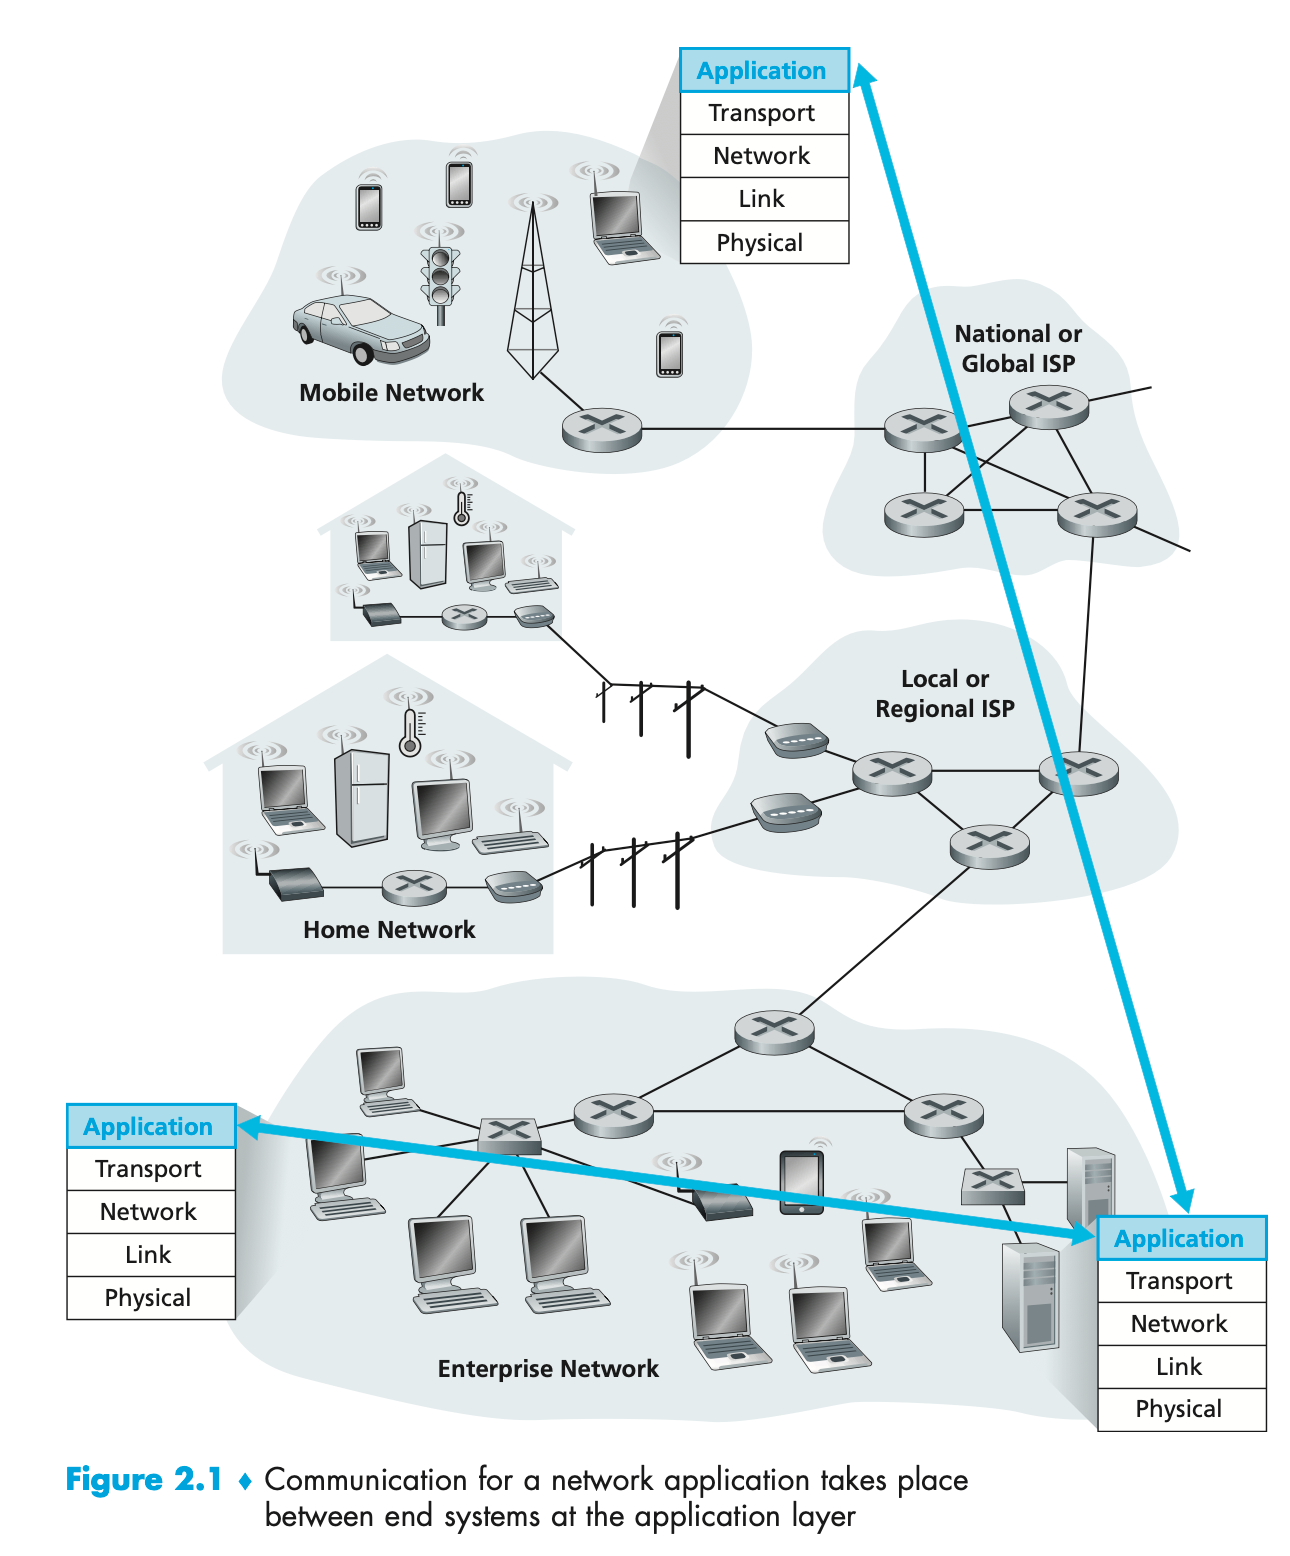 Application
Transport
Network
Link
Physical
National or
Global ISP
Mobile Network
Local or
Regional ISP
Home Network
Application
Transport
Network
Link
Physical
Application
Transport
Network
Link
Physical
Enterprise Network
Figure 2.1 ♦ Communication for a network application takes place
between end systems at the application layer